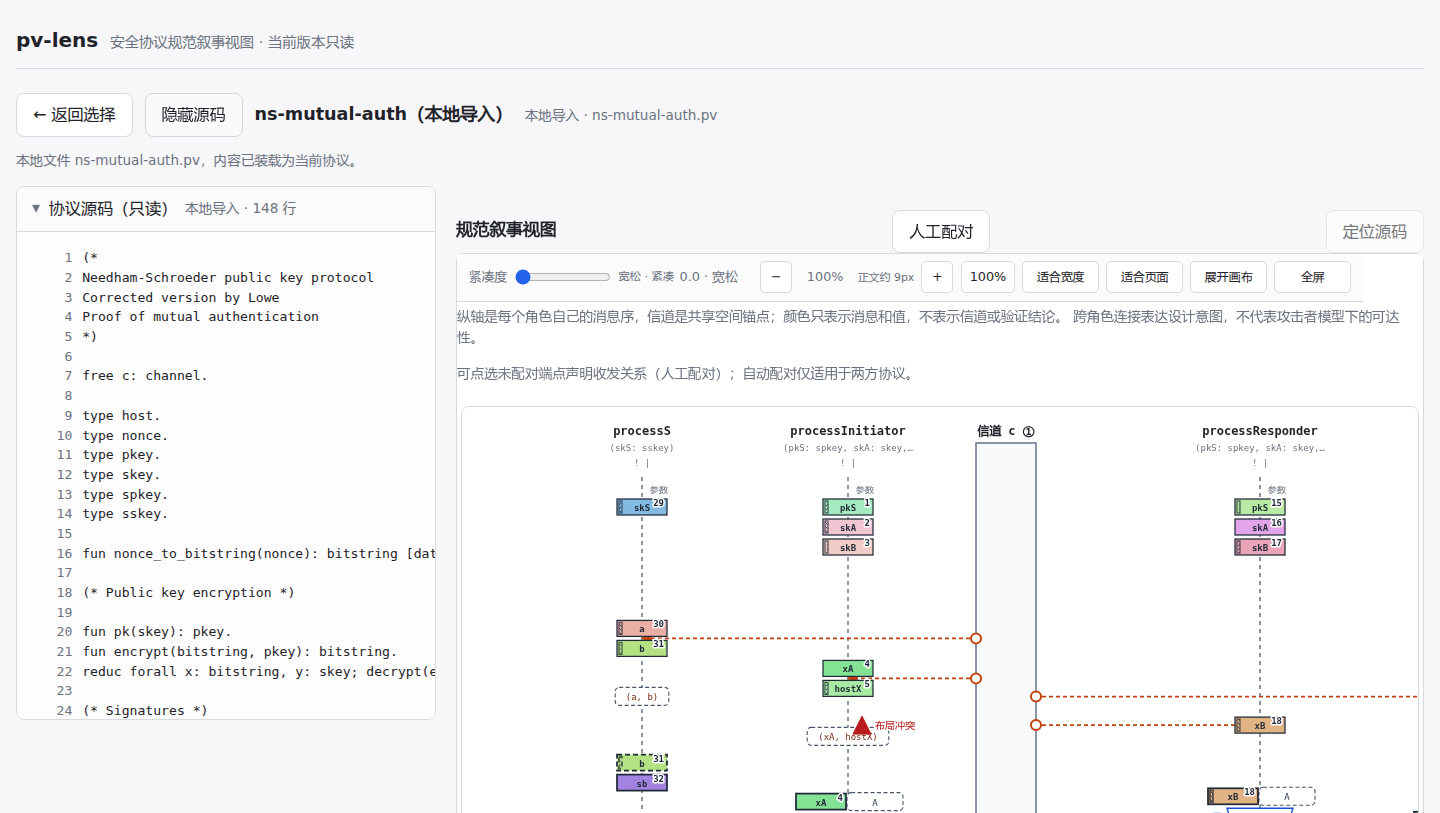 pv-lens 安全协议规范叙事视图 · 当前版本只读
← 返回选择 隐藏源码 ns-mutual-auth（本地导入） 本地导入 · ns-mutual-auth.pv
本地文件 ns-mutual-auth.pv，内容已装载为当前协议。
▼ 协议源码（只读） 本地导入 · 148 行
1 (*
2 Needham-Schroeder public key protocol
3 Corrected version by Lowe
4 Proof of mutual authentication
5 *)
6
7 free c: channel.
8
9 type host.
10 type nonce.
11 type pkey.
12 type skey.
13 type spkey.
14 type sskey.
15
16 fun nonce_to_bitstring(nonce): bitstring [dat
17
18 (* Public key encryption *)
19
20 fun pk(skey): pkey.
21 fun encrypt(bitstring, pkey): bitstring.
22 reduc forall x: bitstring, y: skey; decrypt(e
23
24 (* Signatures *)
规范叙事视图 人工配对 定位源码
紧凑度 宽松 · 紧凑 0.0 · 宽松 − 100% 正文约 9px + 100% 适合宽度 适合页面 展开画布 全屏
纵轴是每个角色自己的消息序，信道是共享空间锚点；颜色只表示消息和值，不表示信道或验证结论。 跨角色连接表达设计意图，不代表攻击者模型下的可达
性。
可点选未配对端点声明收发关系（人工配对）；自动配对仅适用于两方协议。
processS processInitiator 信道 c ① processResponder
(skS: sskey) (pkS: spkey, skA: skey,… (pkS: spkey, skA: skey,…
! | ! | ! |
参数 参数 参数
skS 29 pkS 1 pkS 15
skA 2 skA 16
skB 3 skB 17
a 30
b 31
xA 4
hostX 5
(a, b)
xB 18
布局冲突
(xA, hostX)
b 31
sb 32
xA 4 A
xB 18 A